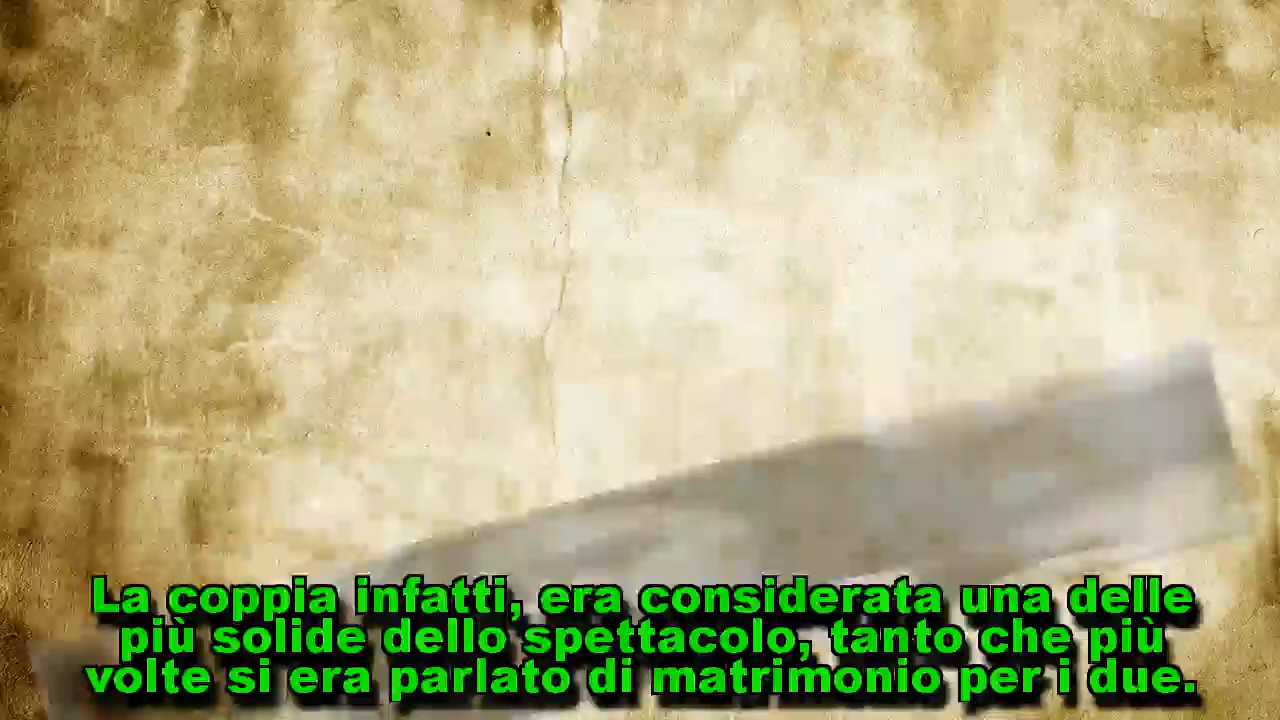 La coppia infatti, era considerata una delle
più solide dello spettacolo, tanto che più
volte si era parlato di matrimonio per i due.